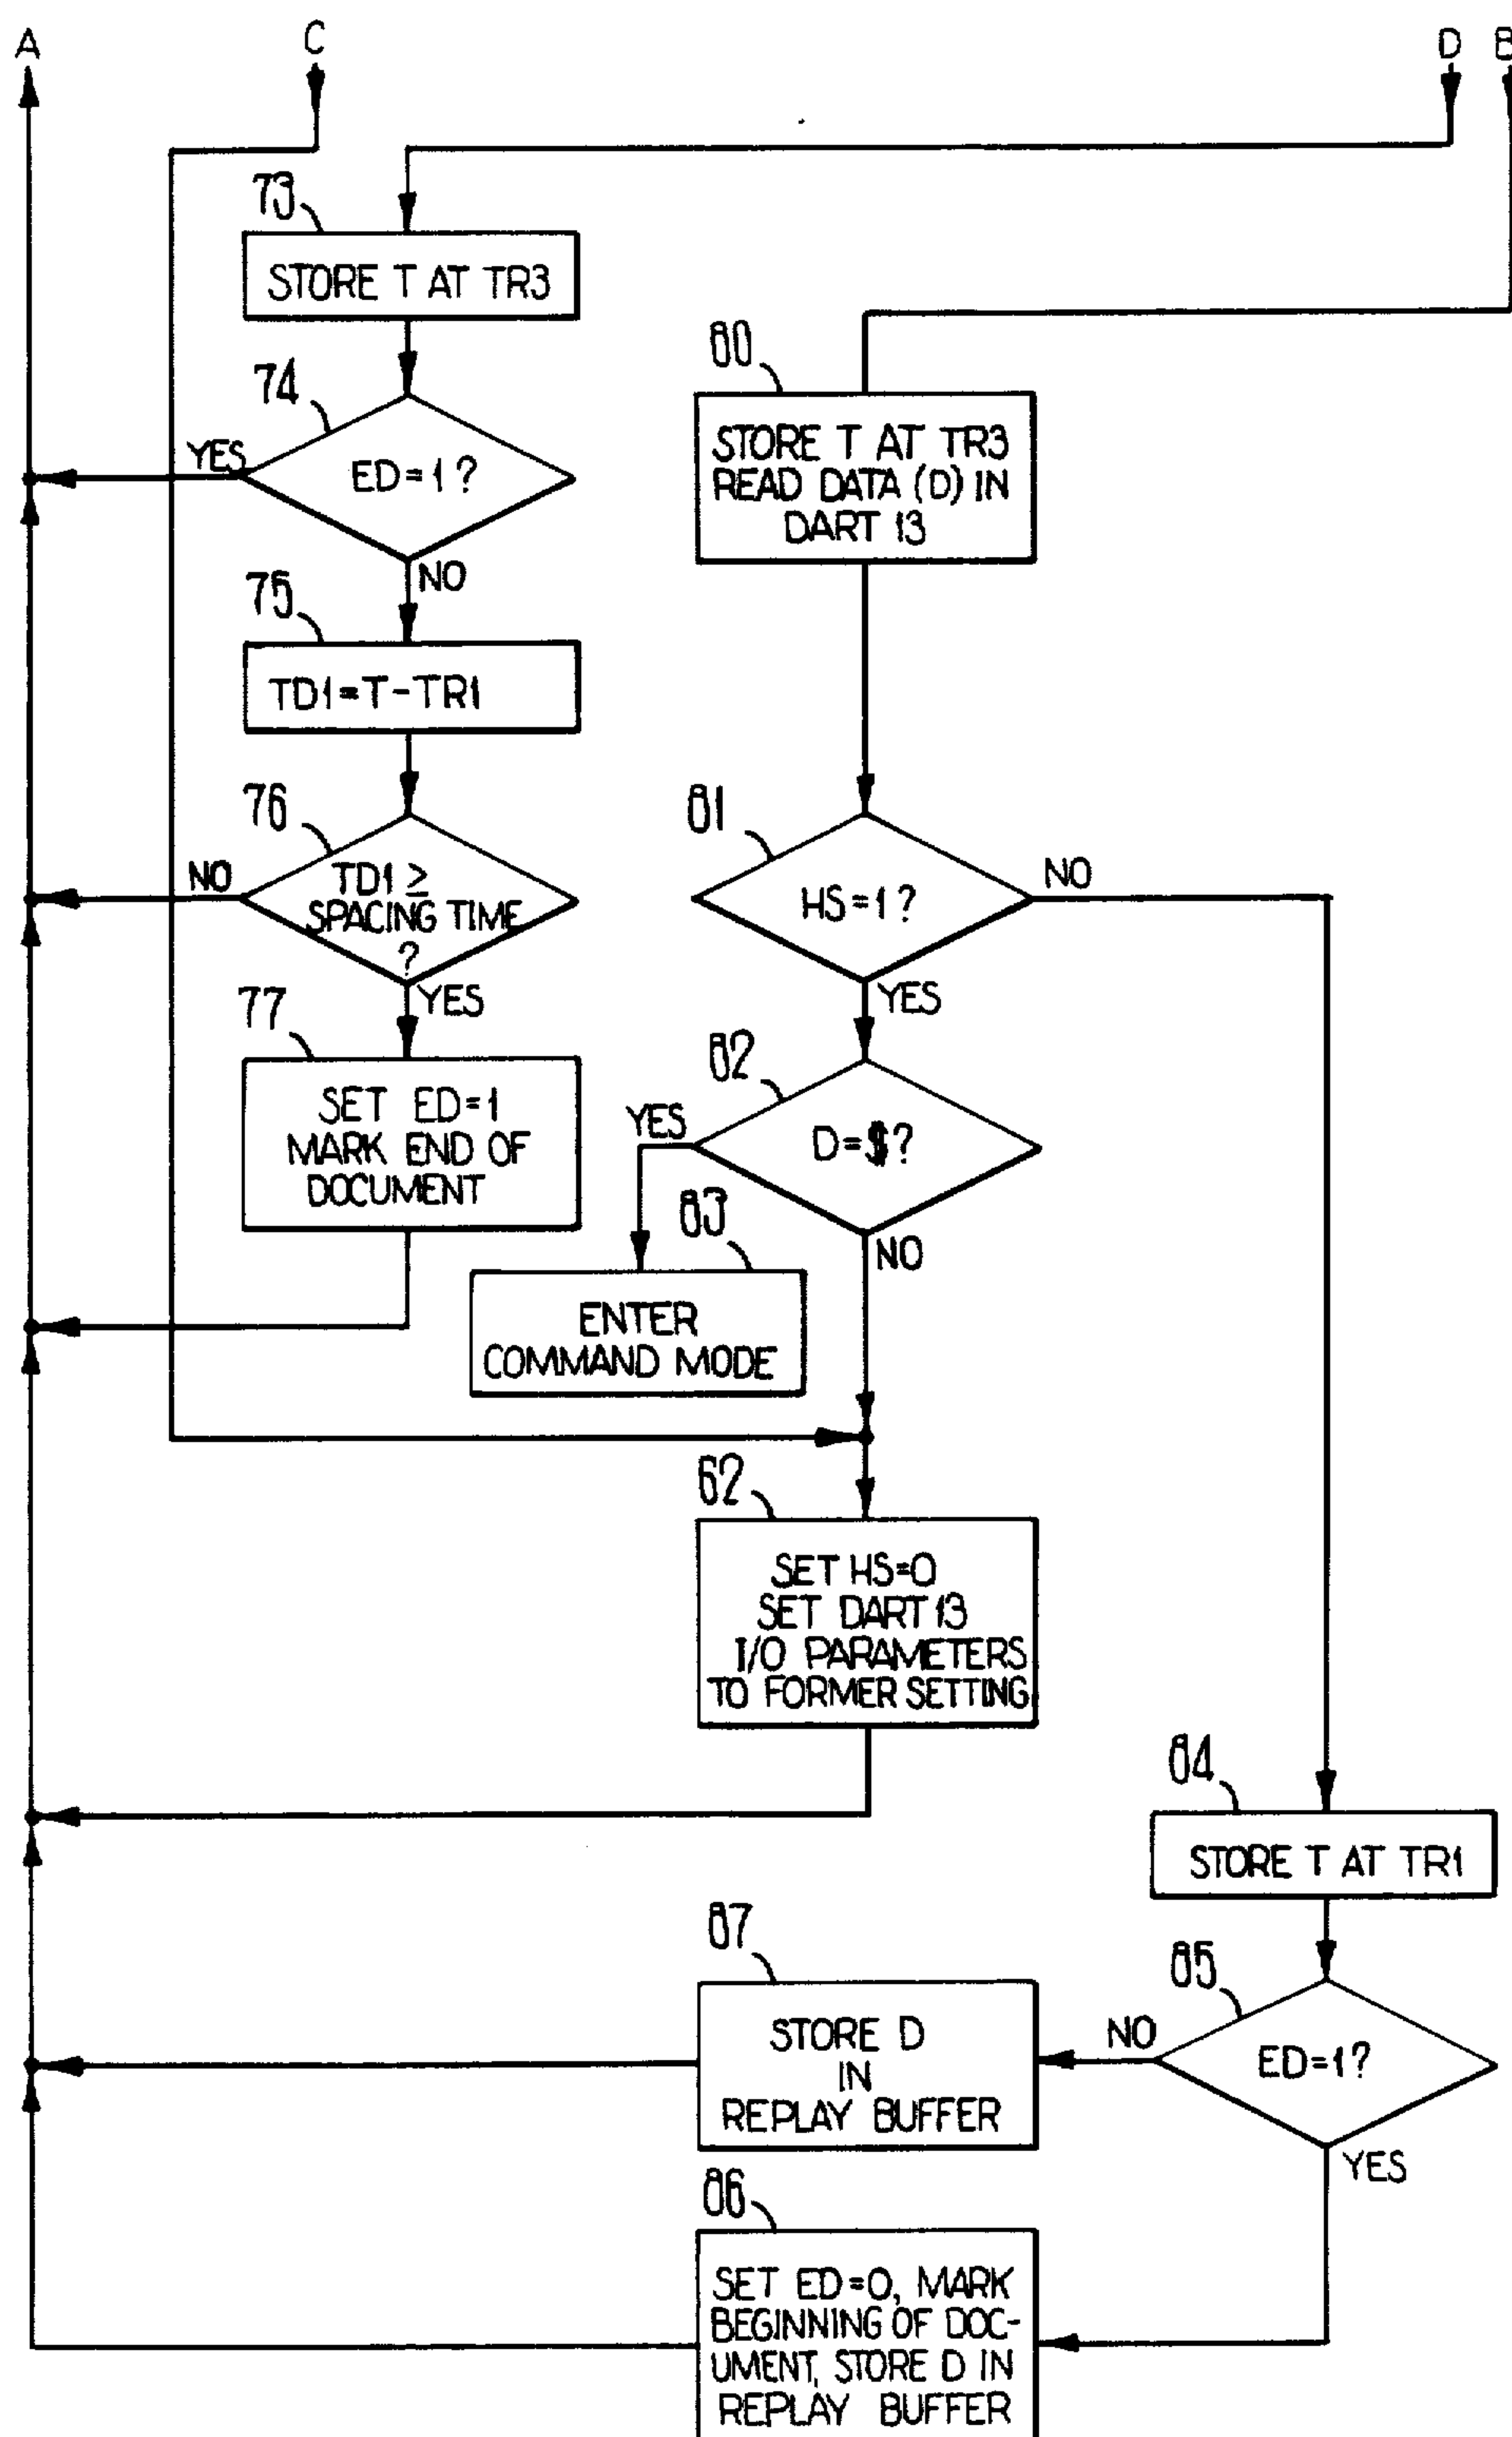 A
C
D
B
73
STORE T AT TR3
74
YES
ED=1?
NO
75
TD1=T-TR1
76
NO
TD1≥
SPACING TIME
?
YES
77
SET ED=1
MARK END OF
DOCUMENT
80
STORE T AT TR3
READ DATA (D) IN
DART 13
81
HS=1?
NO
YES
82
YES
D=$?
NO
83
ENTER
COMMAND MODE
62
SET HS=0
SET DART 13
I/O PARAMETERS
TO FORMER SETTING
84
STORE T AT TR1
85
NO
ED=1?
YES
87
STORE D
IN
REPLAY BUFFER
86
SET ED=0, MARK
BEGINNING OF DOC-
UMENT, STORE D IN
REPLAY BUFFER